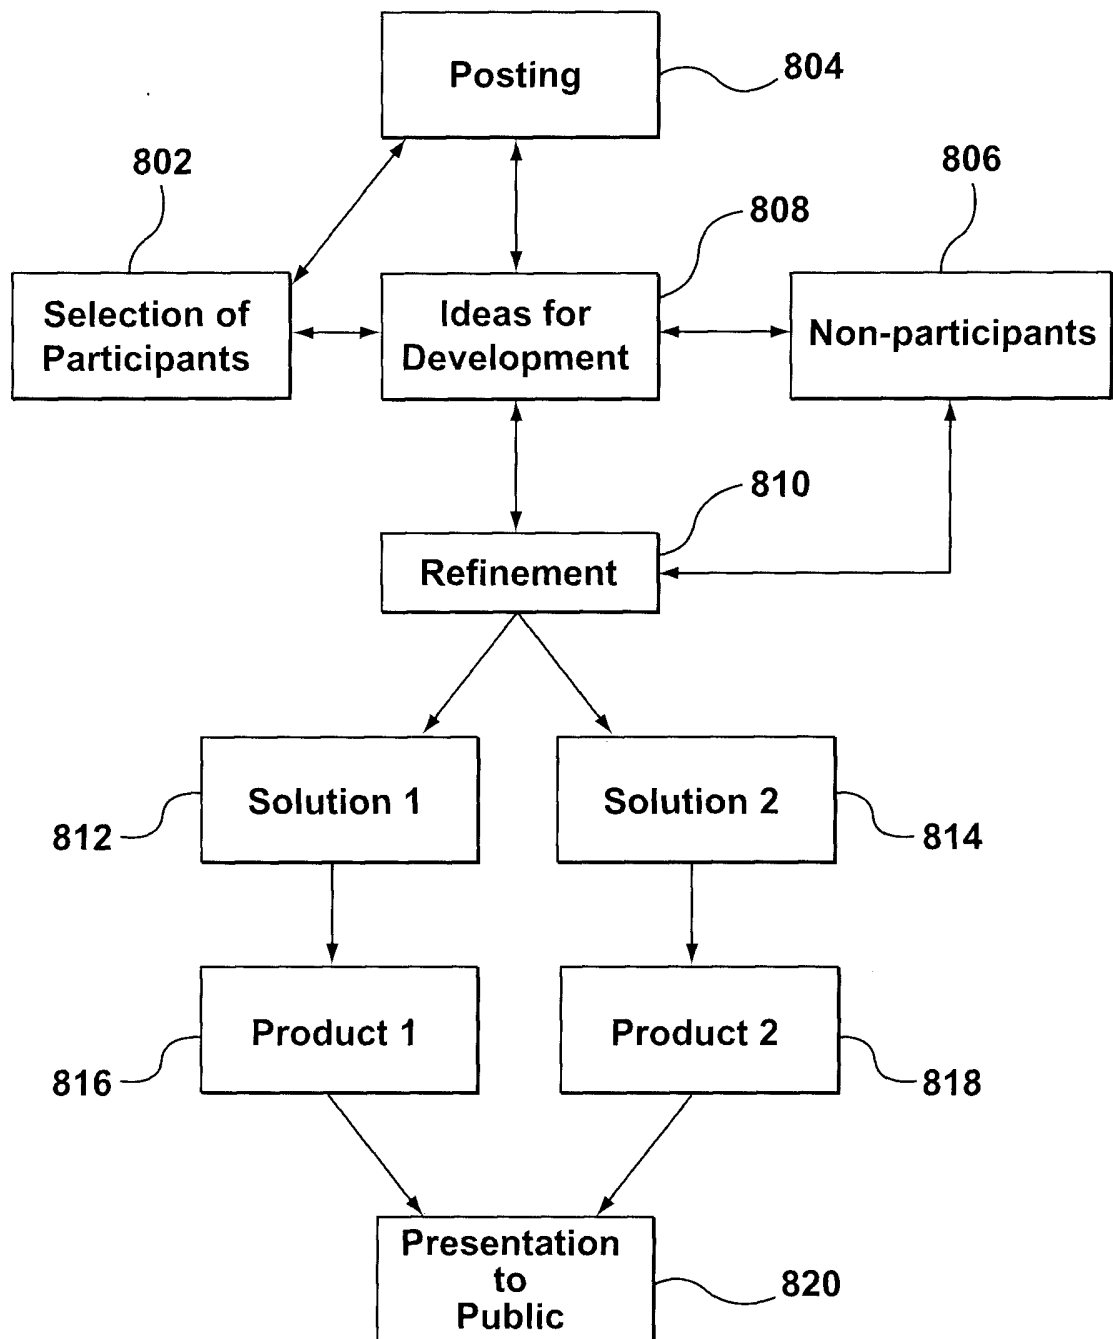 Posting
804
802
806
808
Selection of
Participants
Ideas for
Development
Non-participants
810
Refinement
Solution 1
Solution 2
812
814
Product 1
Product 2
816
818
Presentation
to
Public
820